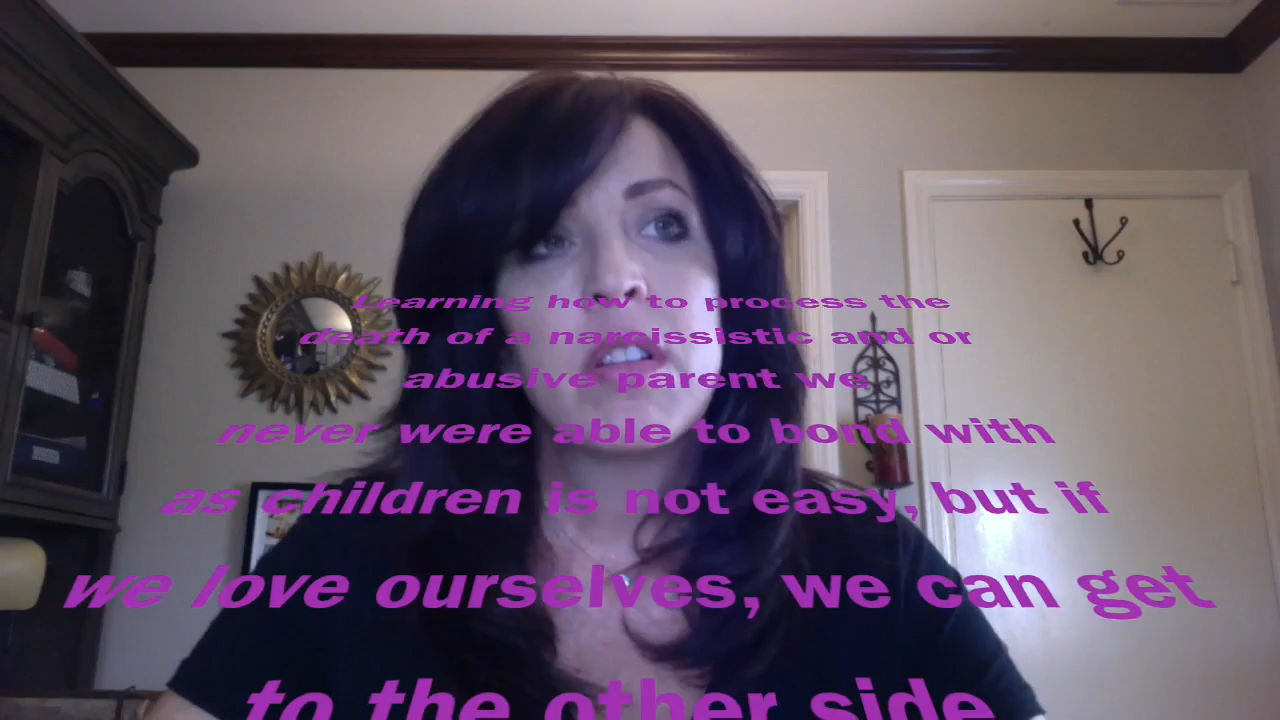 Learning how to process the
death of a narcissistic and or
abusive parent we
never were able to bond with
as children is not easy, but if
we love ourselves, we can get
to the other side